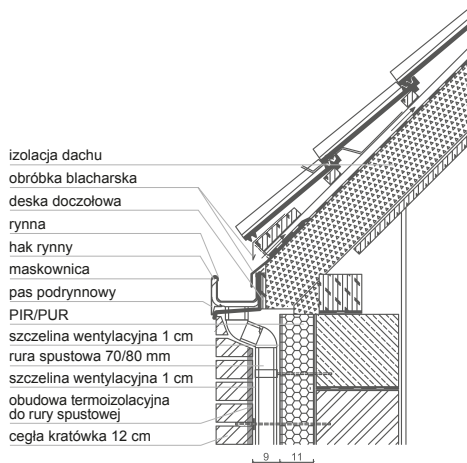 izolacja dachu
obróbka blacharska
deska doczołowa
rynna
hak rynny
maskownica
pas podrynnowy
PIR/PUR
szczelina wentylacyjna 1 cm
rura spustowa 70/80 mm
szczelina wentylacyjna 1 cm
obudowa termoizolacyjna
do rury spustowej
cegła kratówka 12 cm
9 11